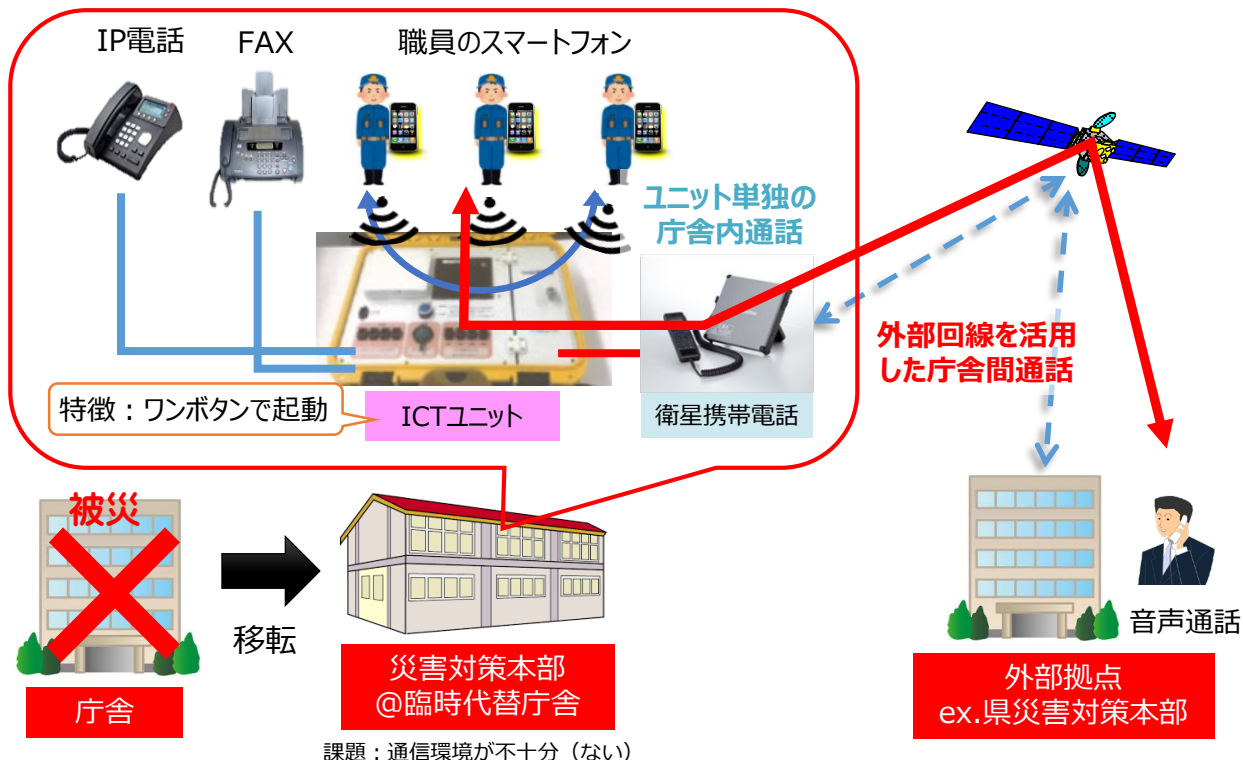 IP電話
FAX
職員のスマートフォン
ユニット単独の
庁舎内通話
外部回線を活用
した庁舎間通話
特徴：ワンボタンで起動
ICTユニット
衛星携帯電話
被災
移転
庁舎
災害対策本部
@臨時代替庁舎
課題：通信環境が不十分（ない）
音声通話
外部拠点
ex.県災害対策本部